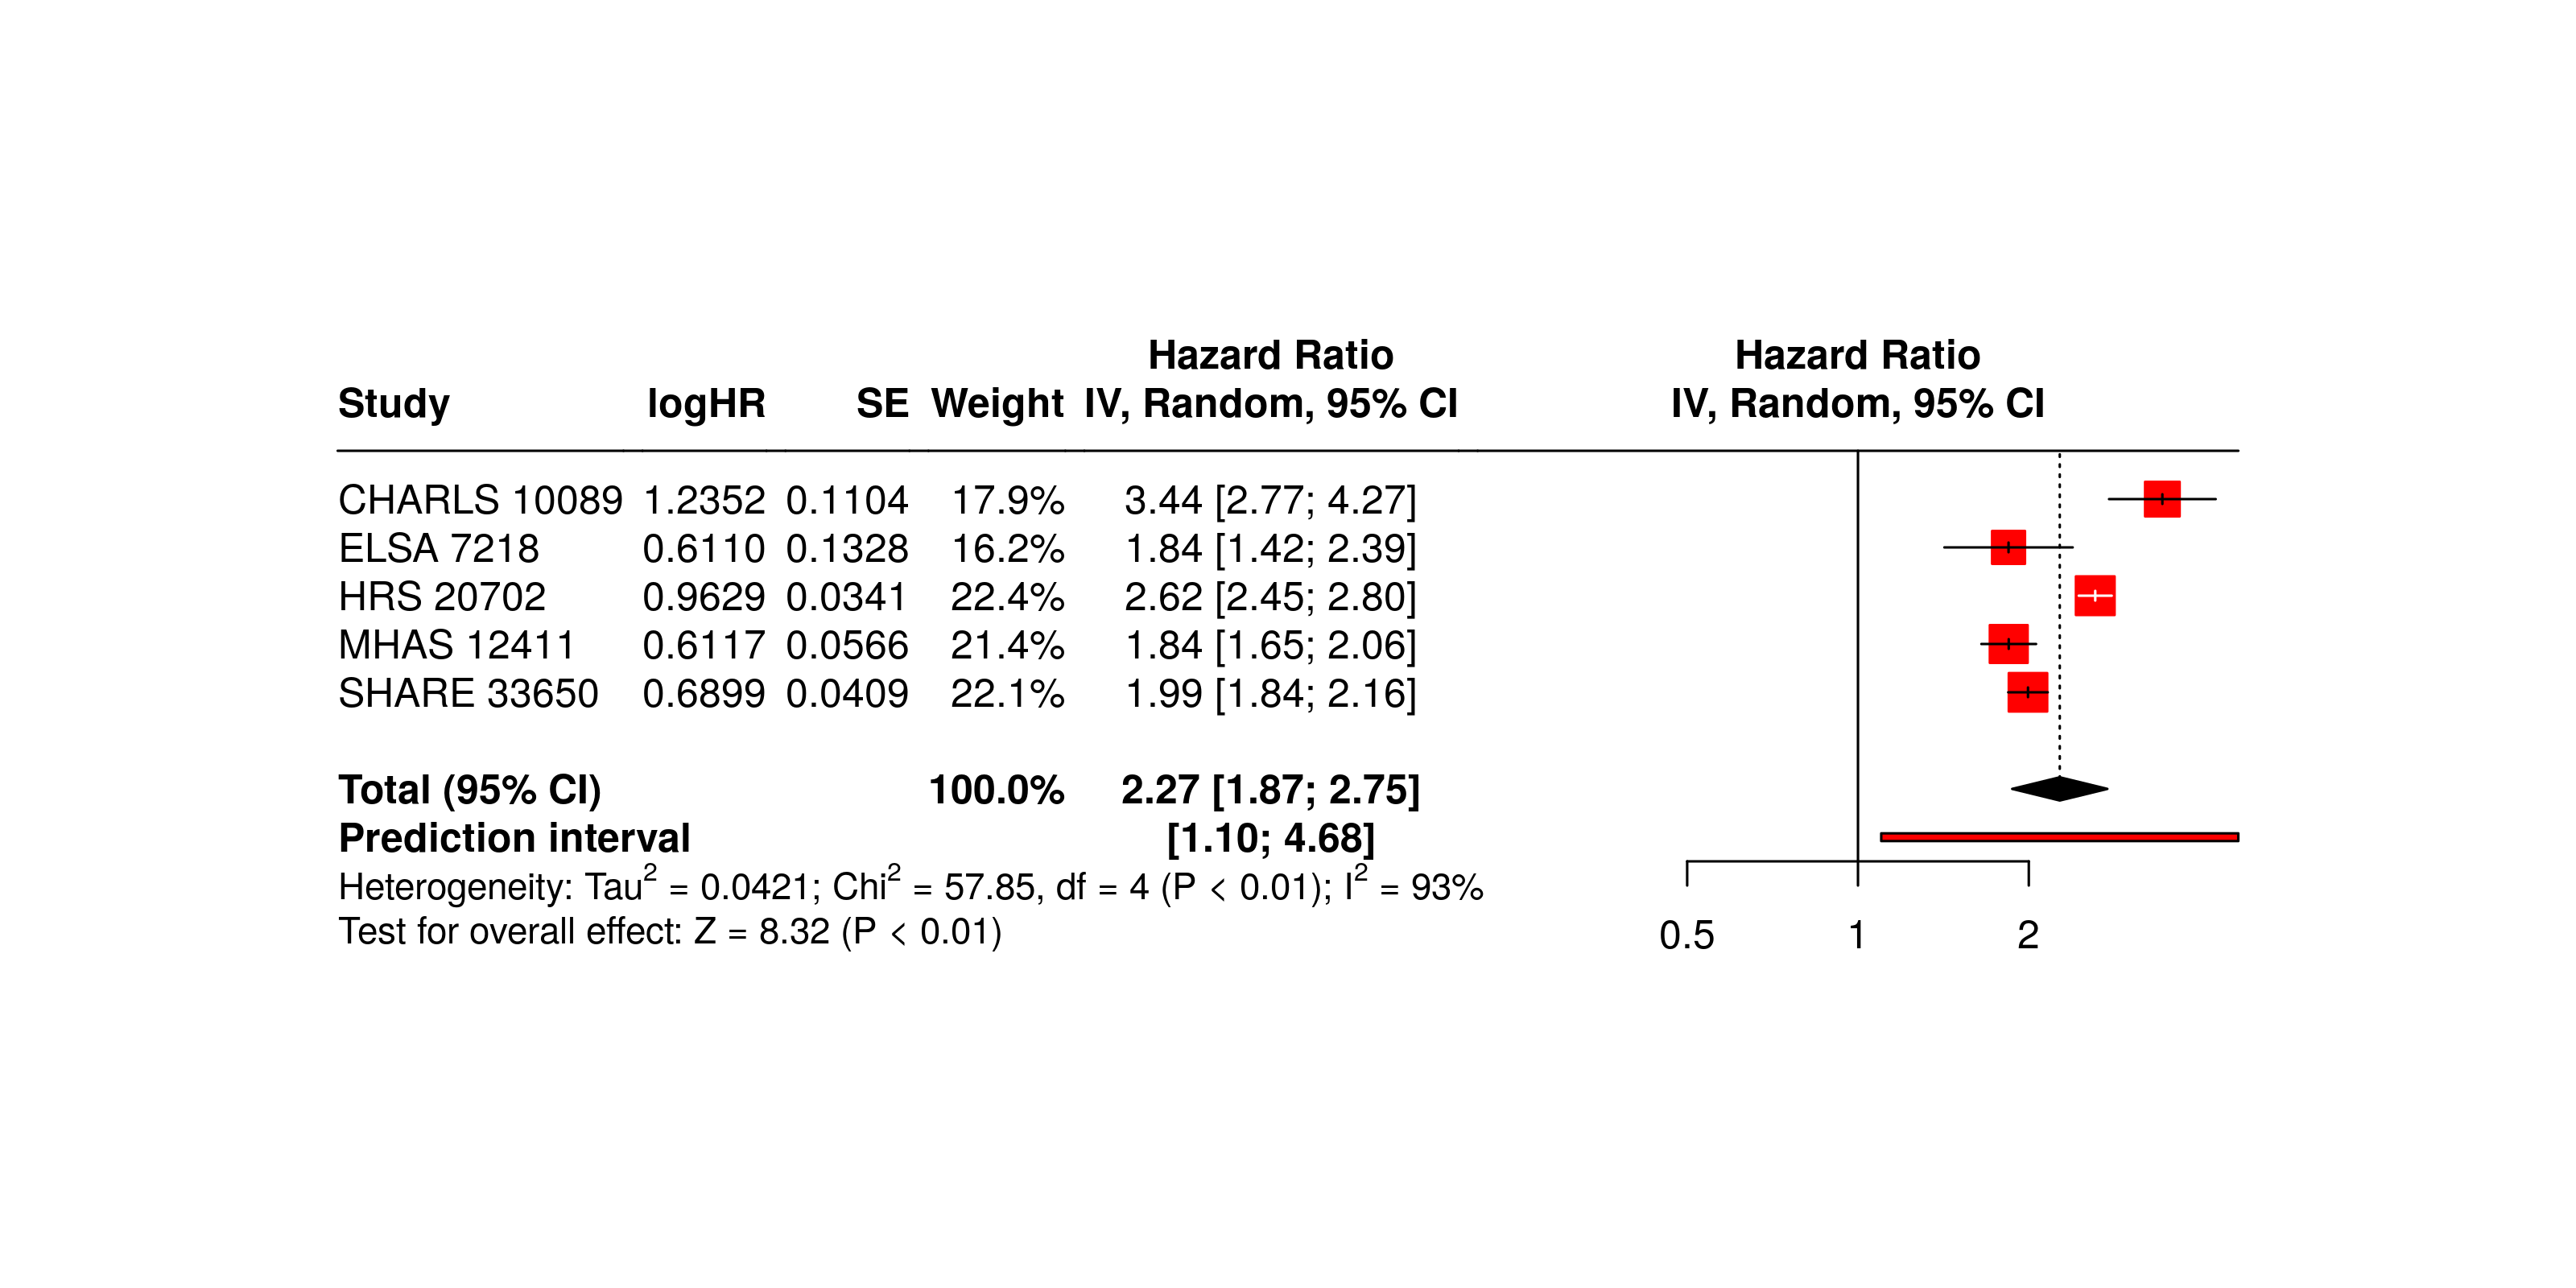 Hazard Ratio Hazard Ratio
Study logHR SE Weight IV, Random, 95% CI IV, Random, 95% CI
CHARLS 10089 1.2352 0.1104 17.9% 3.44 [2.77; 4.27]
ELSA 7218 0.6110 0.1328 16.2% 1.84 [1.42; 2.39]
HRS 20702 0.9629 0.0341 22.4% 2.62 [2.45; 2.80]
MHAS 12411 0.6117 0.0566 21.4% 1.84 [1.65; 2.06]
SHARE 33650 0.6899 0.0409 22.1% 1.99 [1.84; 2.16]
Total (95% CI) 100.0% 2.27 [1.87; 2.75]
Prediction interval [1.10; 4.68]
Heterogeneity: Tau² = 0.0421; Chi² = 57.85, df = 4 (P < 0.01); I² = 93%
Test for overall effect: Z = 8.32 (P < 0.01)
0.5 1 2